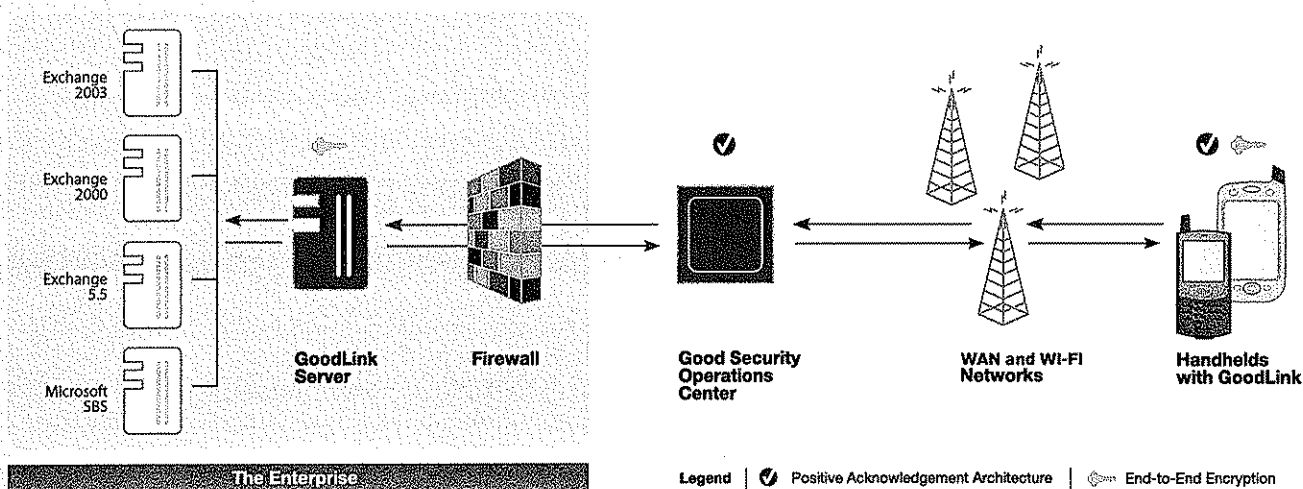 Exchange
2003
Exchange
2000
Exchange
5.5
Microsoft
SBS
GoodLink
Server
Firewall
Good Security
Operations
Center
WAN and WI-FI
Networks
Handhelds
with GoodLink
The Enterprise
Legend | Positive Acknowledgement Architecture | End-to-End Encryption